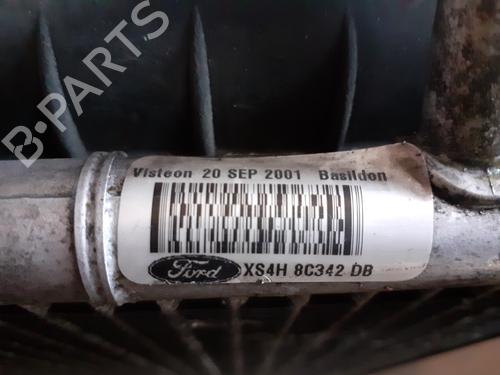 B-PARTS
Visteon 20 SEP 2001 Basildon
Ford XS4H 8C342 DB